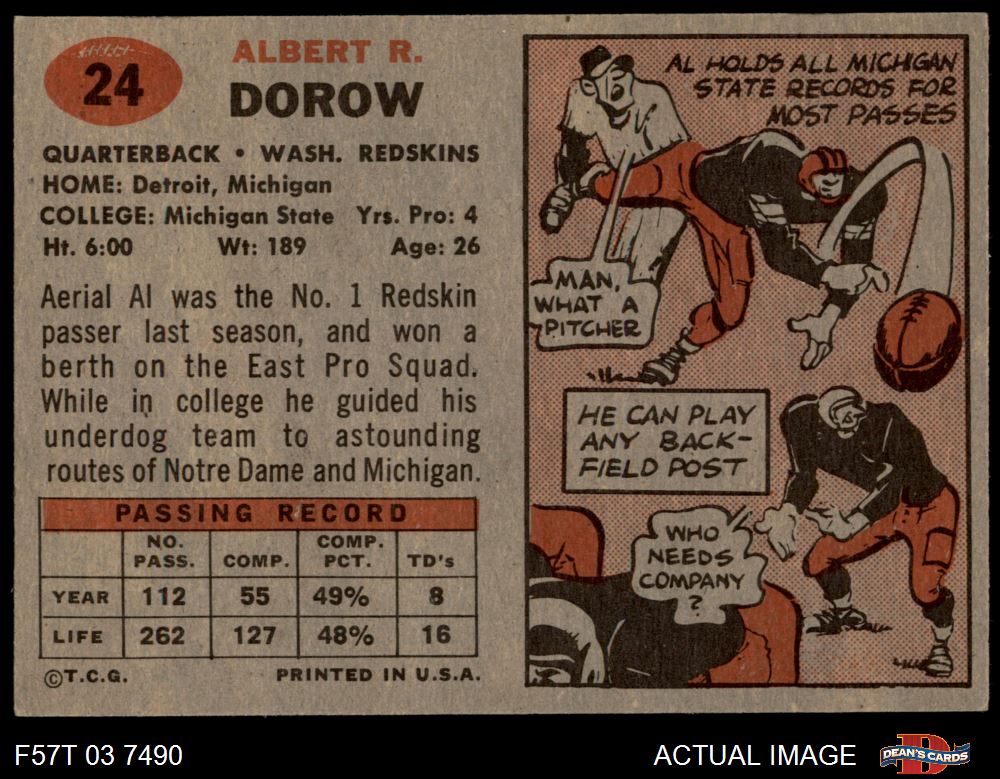 24
ALBERT R.
DOROW
QUARTERBACK • WASH. REDSKINS
HOME: Detroit, Michigan
COLLEGE: Michigan State Yrs. Pro: 4
Ht. 6:00 Wt: 189 Age: 26
Aerial Al was the No. 1 Redskin
passer last season, and won a
berth on the East Pro Squad.
While in college he guided his
underdog team to astounding
routes of Notre Dame and Michigan.
PASSING RECORD
NO. PASS. COMP. COMP. PCT. TD's
YEAR 112 55 49% 8
LIFE 262 127 48% 16
©T.C.G. PRINTED IN U.S.A.
AL HOLDS ALL MICHIGAN
STATE RECORDS FOR
MOST PASSES
MAN,
WHAT A
PITCHER
HE CAN PLAY
ANY BACK-
FIELD POST
WHO
NEEDS
COMPANY
?
F57T 03 7490
ACTUAL IMAGE
DEAN'S CARDS